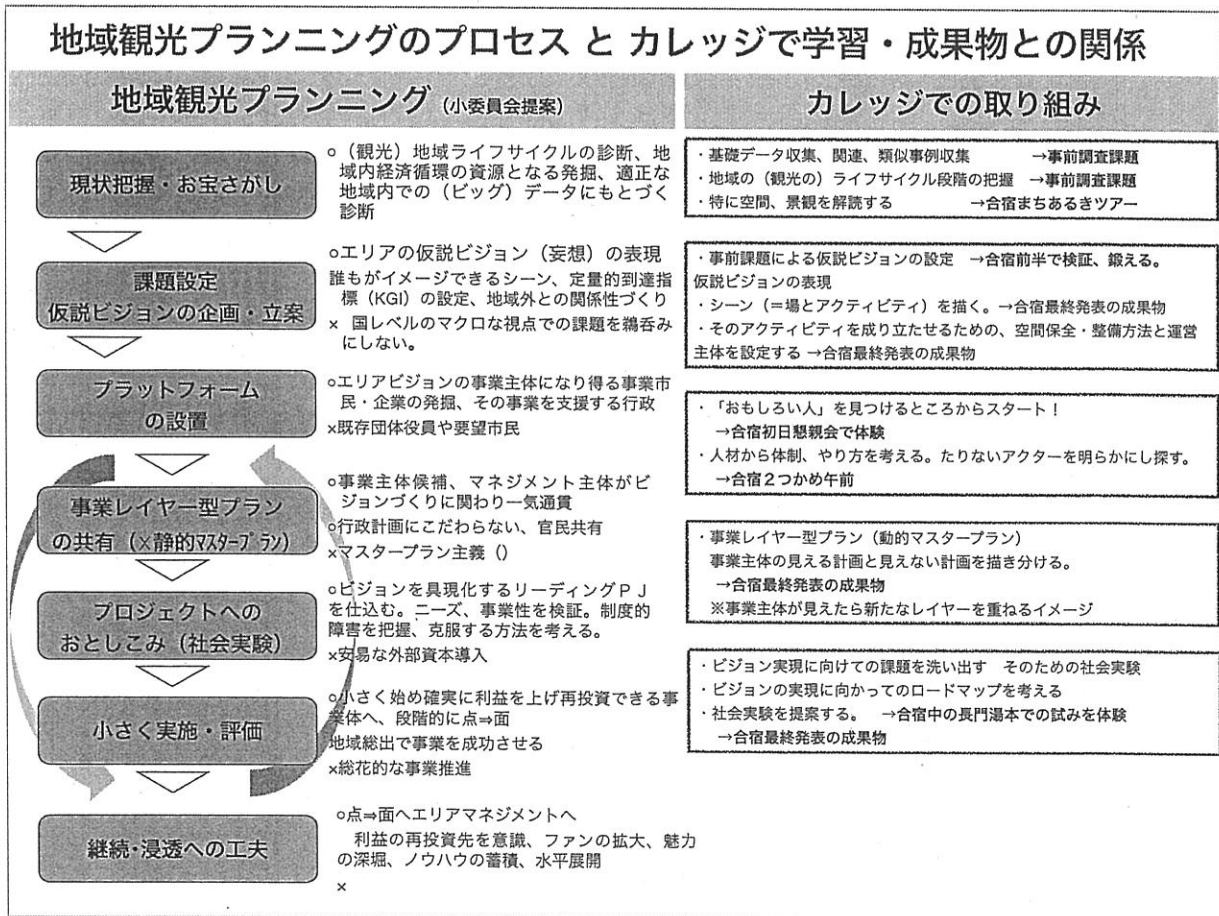 地域観光プランニングのプロセス と カレッジで学習・成果物との関係
地域観光プランニング (小委員会提案)
カレッジでの取り組み
現状把握・お宝さがし
○（観光）地域ライフサイクルの診断、地
域内経済循環の資源となる発掘、適正な
地域内での（ビッグ）データにもとづく
診断
・基礎データ収集、関連、類似事例収集 →事前調査課題
・地域の（観光の）ライフサイクル段階の把握 →事前調査課題
・特に空間、景観を解読する →合宿まちあるきツアー
課題設定
仮説ビジョンの企画・立案
○エリアの仮説ビジョン（妄想）の表現
誰もがイメージできるシーン、定量的到達指
標（KGI）の設定、地域外との関係性づくり
× 国レベルのマクロな視点での課題を鵜呑み
にしない。
・事前課題による仮説ビジョンの設定 →合宿前半で検証、鍛える。
仮説ビジョンの表現
・シーン（＝場とアクティビティ）を描く。→合宿最終発表の成果物
・そのアクティビティを成り立たせるための、空間保全・整備方法と運営
主体を設定する →合宿最終発表の成果物
プラットフォーム
の設置
○エリアビジョンの事業主体になり得る事業市
民・企業の発掘、その事業を支援する行政
×既存団体役員や要望市民
・「おもしろい人」を見つけるところからスタート！
→合宿初日懇親会で体験
・人材から体制、やり方を考える。たりないアクターを明らかにし探す。
→合宿２つかめ午前
事業レイヤー型プラン
の共有（×静的マスタープラン）
○事業主体候補、マネジメント主体がビ
ジョンづくりに関わり一気通貫
○行政計画にこだわらない、官民共有
×マスタープラン主義（）
・事業レイヤー型プラン（動的マスタープラン）
事業主体の見える計画と見えない計画を描き分ける。
→合宿最終発表の成果物
※事業主体が見えたら新たなレイヤーを重ねるイメージ
プロジェクトへの
おとしこみ（社会実験）
○ビジョンを具現化するリーディングＰＪ
を仕込む。ニーズ、事業性を検証。制度的
障害を把握、克服する方法を考える。
×安易な外部資本導入
小さく実施・評価
○小さく始め確実に利益を上げ再投資できる事
業体へ、段階的に点⇒面
地域総出で事業を成功させる
×総花的な事業推進
・ビジョン実現に向けての課題を洗い出す そのための社会実験
・ビジョンの実現に向かってのロードマップを考える
・社会実験を提案する。 →合宿中の長門湯本での試みを体験
→合宿最終発表の成果物
継続・浸透への工夫
○点⇒面へエリアマネジメントへ
利益の再投資先を意識、ファンの拡大、魅力
の深堀、ノウハウの蓄積、水平展開
×